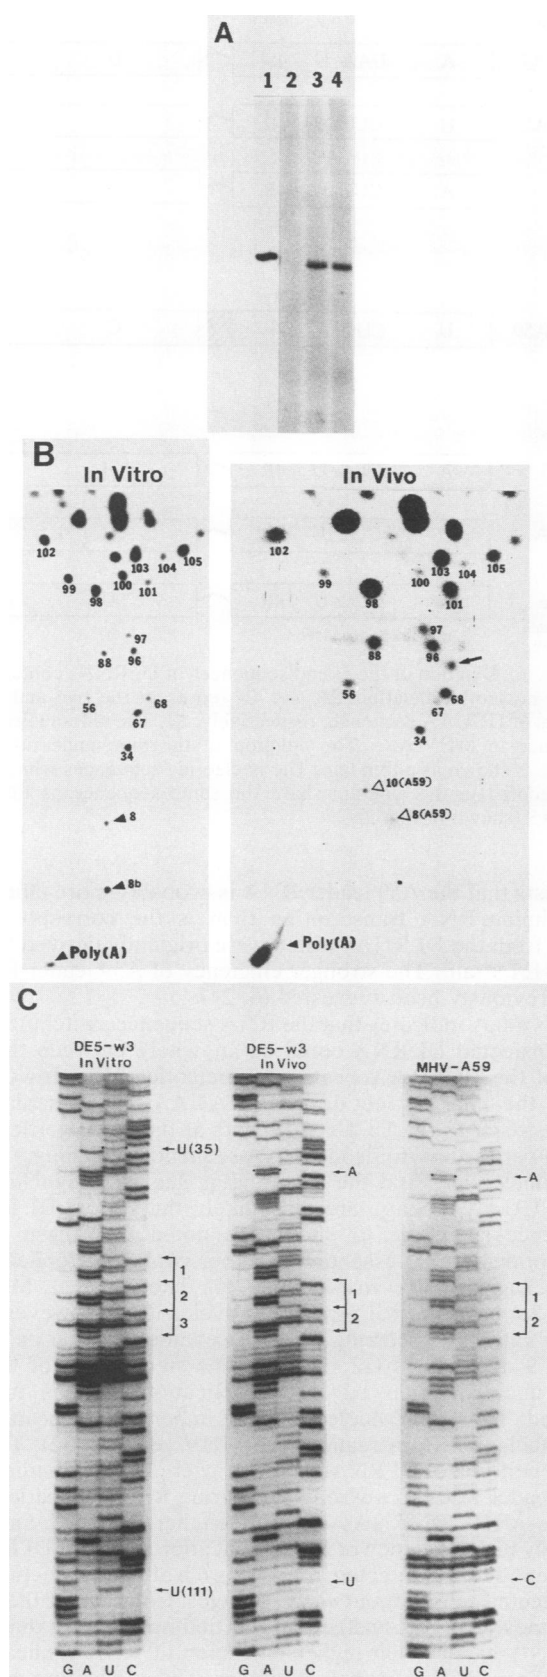 A
1 2 3 4
B
In Vitro
102
103
104
105
99
100
101
98
97
88
96
56
68
67
34
8
8b
Poly(A)
In Vivo
102
103
104
105
99
100
98
101
97
88
96
56
68
67
34
10(A59)
8(A59)
Poly(A)
C
DE5-w3
In Vitro
U(35)
1
2
3
U(111)
G A U C
DE5-w3
In Vivo
A
1
2
U
G A U C
MHV-A59
A
1
2
C
G A U C